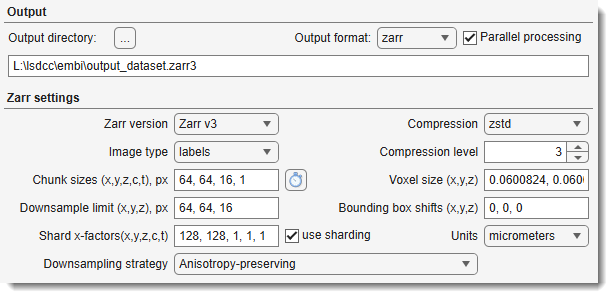 Output
Output directory: ... Output format: zarr Parallel processing
L:\lsdcc\embi\output_dataset.zarr3
Zarr settings
Zarr version Zarr v3 Compression zstd
Image type labels Compression level 3
Chunk sizes (x,y,z,c,t), px 64, 64, 16, 1 Voxel size (x,y,z) 0.0600824, 0.060
Downsample limit (x,y,z), px 64, 64, 16 Bounding box shifts (x,y,z) 0, 0, 0
Shard x-factors(x,y,z,c,t) 128, 128, 1, 1, 1 use sharding Units micrometers
Downsampling strategy Anisotropy-preserving